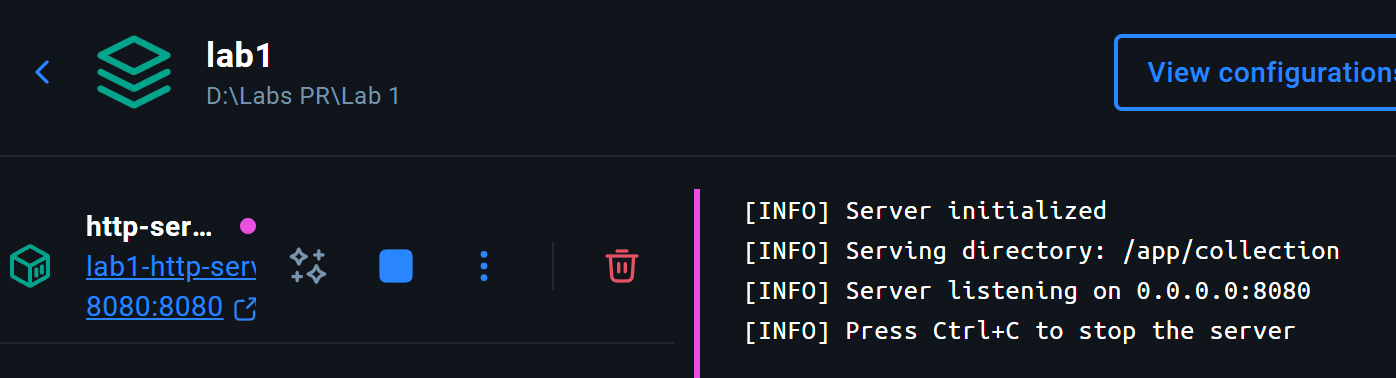 lab1
D:\Labs PR\Lab 1
View configurations
http-ser...
lab1-http-serv
8080:8080
[INFO] Server initialized
[INFO] Serving directory: /app/collection
[INFO] Server listening on 0.0.0.0:8080
[INFO] Press Ctrl+C to stop the server